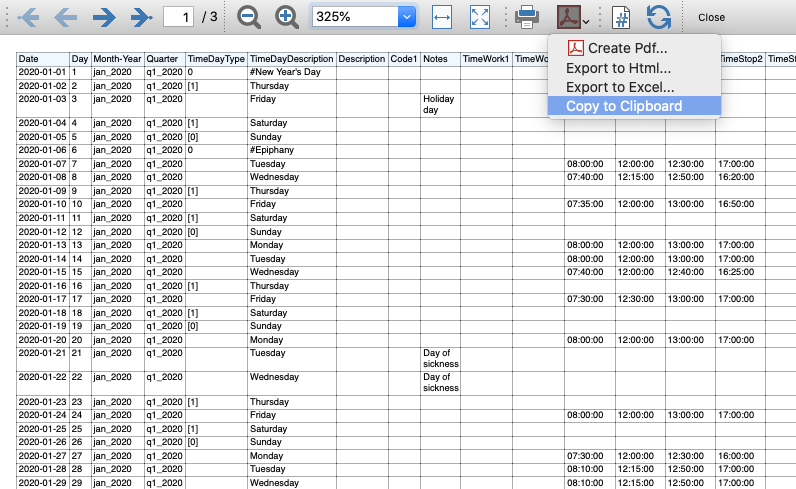 1 / 3 325% Close
Create Pdf...
Export to Html...
Export to Excel...
Copy to Clipboard
Date Day Month-Year Quarter TimeDayType TimeDayDescription Description Code1 Notes TimeWork1 TimeWo TimeStop2 TimeSt
2020-01-01 1 jan_2020 q1_2020 0 #New Year's Day
2020-01-02 2 jan_2020 q1_2020 [1] Thursday
2020-01-03 3 jan_2020 q1_2020 Friday Holiday
day
2020-01-04 4 jan_2020 q1_2020 [1] Saturday
2020-01-05 5 jan_2020 q1_2020 [0] Sunday
2020-01-06 6 jan_2020 q1_2020 0 #Epiphany
2020-01-07 7 jan_2020 q1_2020 Tuesday 08:00:00 12:00:00 12:30:00 17:00:00
2020-01-08 8 jan_2020 q1_2020 Wednesday 07:40:00 12:15:00 12:50:00 16:20:00
2020-01-09 9 jan_2020 q1_2020 [1] Thursday
2020-01-10 10 jan_2020 q1_2020 Friday 07:35:00 12:00:00 13:00:00 16:50:00
2020-01-11 11 jan_2020 q1_2020 [1] Saturday
2020-01-12 12 jan_2020 q1_2020 [0] Sunday
2020-01-13 13 jan_2020 q1_2020 Monday 08:00:00 12:00:00 13:00:00 17:00:00
2020-01-14 14 jan_2020 q1_2020 Tuesday 08:00:00 12:00:00 13:00:00 17:00:00
2020-01-15 15 jan_2020 q1_2020 Wednesday 07:40:00 12:00:00 12:40:00 16:25:00
2020-01-16 16 jan_2020 q1_2020 [1] Thursday
2020-01-17 17 jan_2020 q1_2020 Friday 07:30:00 12:30:00 13:00:00 17:00:00
2020-01-18 18 jan_2020 q1_2020 [1] Saturday
2020-01-19 19 jan_2020 q1_2020 [0] Sunday
2020-01-20 20 jan_2020 q1_2020 Monday 08:00:00 12:00:00 13:00:00 17:00:00
2020-01-21 21 jan_2020 q1_2020 Tuesday Day of
sickness
2020-01-22 22 jan_2020 q1_2020 Wednesday Day of
sickness
2020-01-23 23 jan_2020 q1_2020 [1] Thursday
2020-01-24 24 jan_2020 q1_2020 Friday 08:00:00 12:00:00 13:00:00 17:00:00
2020-01-25 25 jan_2020 q1_2020 [1] Saturday
2020-01-26 26 jan_2020 q1_2020 [0] Sunday
2020-01-27 27 jan_2020 q1_2020 Monday 07:30:00 12:00:00 12:30:00 16:00:00
2020-01-28 28 jan_2020 q1_2020 Tuesday 08:10:00 12:15:00 12:50:00 17:00:00
2020-01-29 29 jan_2020 q1_2020 Wednesday 08:10:00 12:15:00 12:50:00 17:00:00